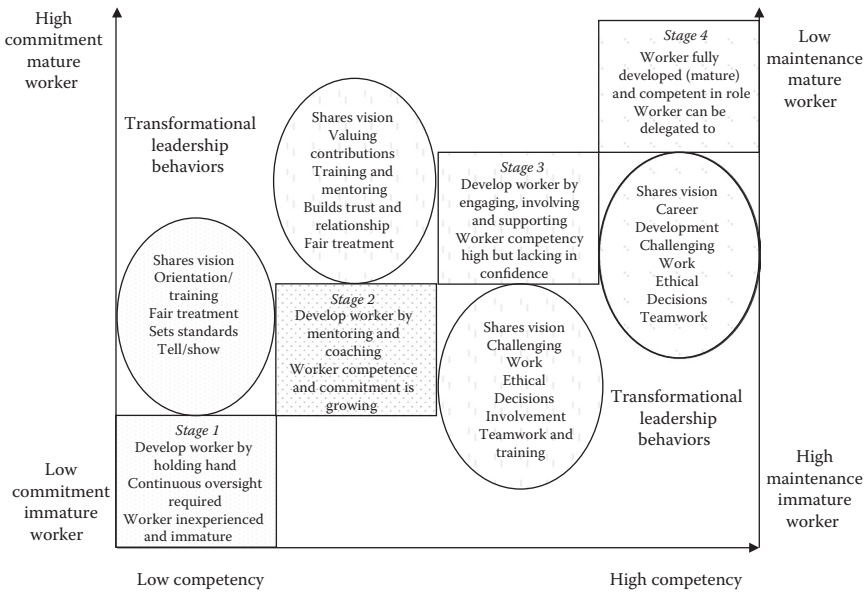 High
commitment
mature
worker
Transformational
leadership
behaviors
Shares vision
Valuing
contributions
Training and
mentoring
Builds trust and
relationship
Fair treatment
Stage 4
Worker fully
developed (mature)
and competent in role
Worker can be
delegated to
Low
maintenance
mature
worker
Stage 3
Develop worker by
engaging, involving
and supporting
Worker competency
high but lacking in
confidence
Shares vision
Career
Development
Challenging
Work
Ethical
Decisions
Teamwork
Shares vision
Orientation/
training
Fair treatment
Sets standards
Tell/show
Stage 2
Develop worker by
mentoring and
coaching
Worker competence
and commitment is
growing
Shares vision
Challenging
Work
Ethical
Decisions
Involvement
Teamwork and
training
Transformational
leadership
behaviors
Low
commitment
immature
worker
Stage 1
Develop worker by
holding hand
Continuous oversight
required
Worker inexperienced
and immature
High
maintenance
immature
worker
Low competency
High competency